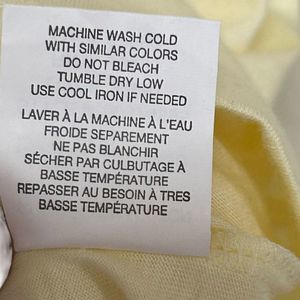 MACHINE WASH COLD
WITH SIMILAR COLORS
DO NOT BLEACH
TUMBLE DRY LOW
USE COOL IRON IF NEEDED
LAVER À LA MACHINE À L'EAU
FROIDE SEPAREMENT
NE PAS BLANCHIR
SÉCHER PAR CULBUTAGE À
BASSE TEMPÉRATURE
REPASSER AU BESOIN À TRES
BASSE TEMPÉRATURE